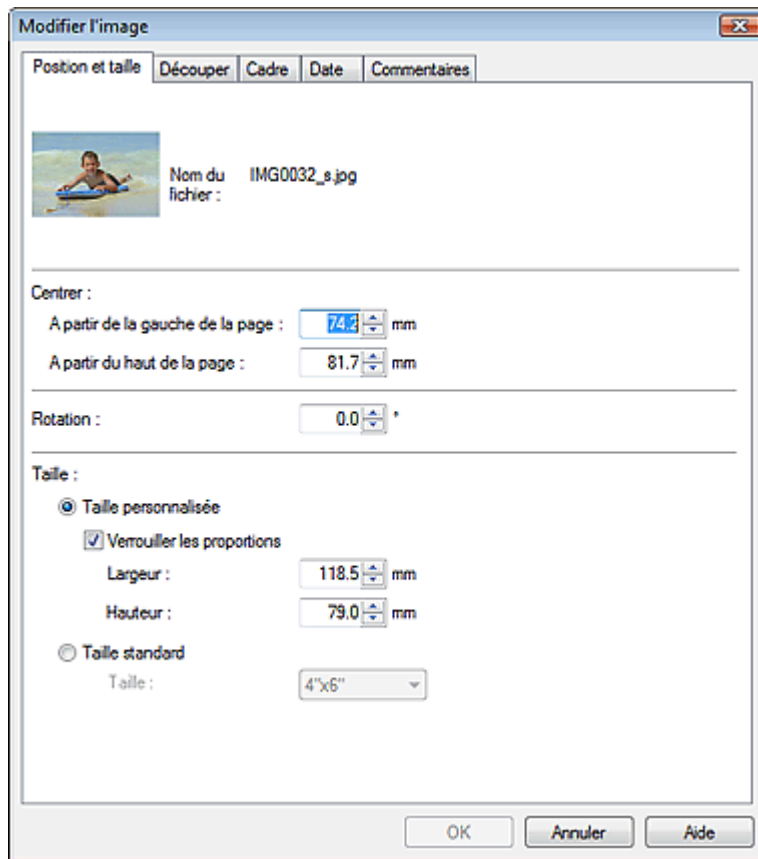 Modifier l'image
Position et taille Découper Cadre Date Commentaires
Nom du fichier : IMG0032_s.jpg
Centrer :
A partir de la gauche de la page : 74.2 mm
A partir du haut de la page : 81.7 mm
Rotation : 0.0 °
Taille :
Taille personnalisée
Verrouiller les proportions
Largeur : 118.5 mm
Hauteur : 79.0 mm
Taille standard
Taille : 4"x6"
OK Annuler Aide